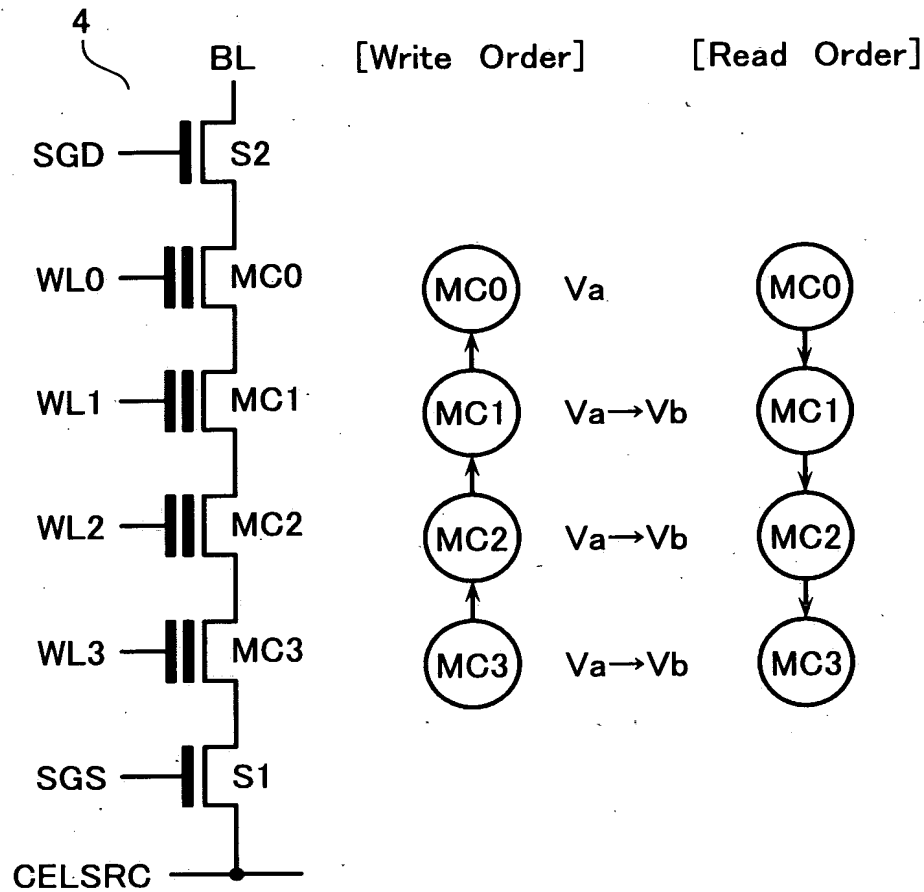 4
BL [Write Order] [Read Order]
SGD S2
WL0 MC0 MC0 Va MC0
WL1 MC1 MC1 Va→Vb MC1
WL2 MC2 MC2 Va→Vb MC2
WL3 MC3 MC3 Va→Vb MC3
SGS S1
CELSRC